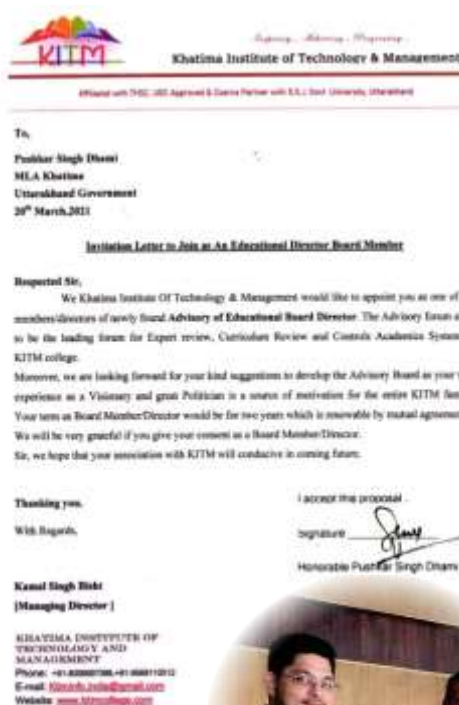 KITM
Khatima Institute of Technology & Management
To,
Pushkar Singh Dhami
MLA Khatima
Uttarakhand Government
20th March,2021
Invitation Letter to Join as An Educational Director Board Member
Respected Sir,
We Khatima Institute Of Technology & Management would like to appoint you as one of
members/directors of newly found Advisory of Educational Board Director. The Advisory forum
to be the leading forum for Expert review, Curriculum Review and Controls Academics System
KITM college.
Moreover, we are looking forward for your kind suggestions to develop the Advisory Board as your
experience as a Visionary and great Politician is a source of motivation for the entire KITM
Your term as Board Member/Director would be for two years which is renewable by mutual
We will be very grateful if you give your consent as a Board Member/Director.
Sir, we hope that your association with KITM will conducive in coming future.
Thanking you.
With Regards,
I accept this proposal .
Signature
Honorable Pushkar Singh Dhami
Kamal Singh Bisht
[Managing Director ]
KHATIMA INSTITUTE OF
TECHNOLOGY AND
MANAGEMENT
Phone:
E-mail:
Website: www.kitmcollege.com